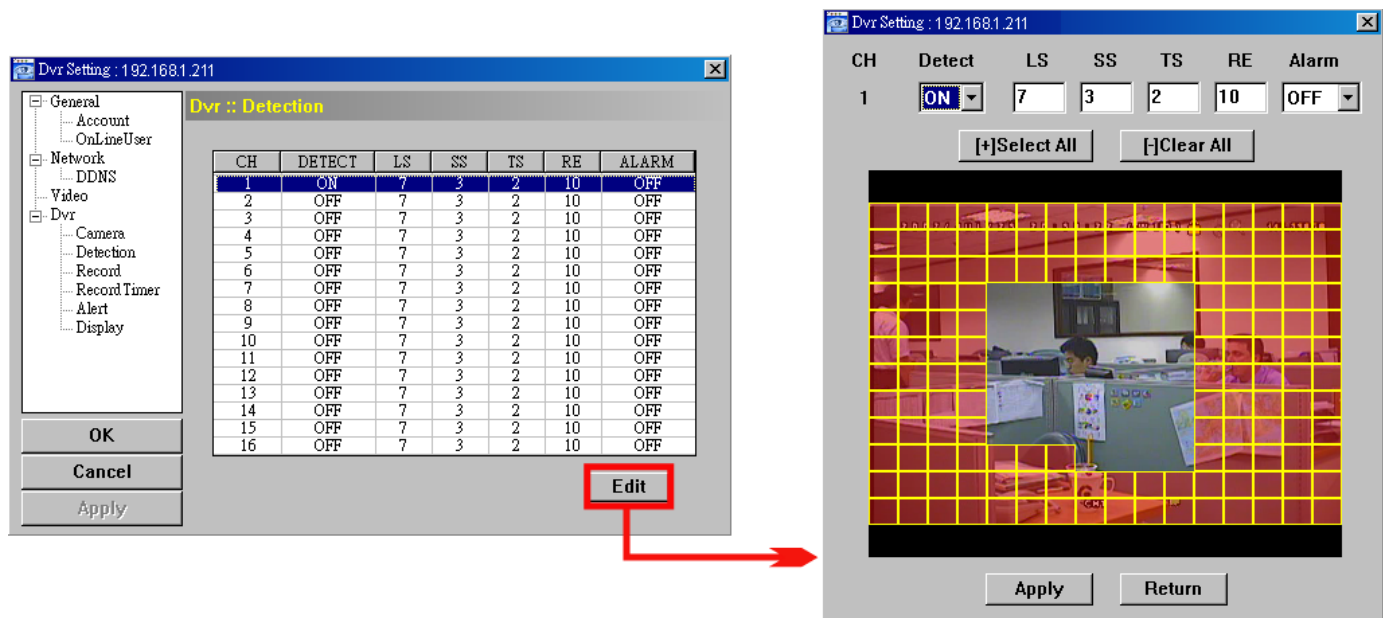 Dvr Setting : 192.168.1.211
General
Account
OnLineUser
Network
DDNS
Video
Dvr
Camera
Detection
Record
Record Timer
Alert
Display
OK
Cancel
Apply
Dvr :: Detection
CH DETECT LS SS TS RE ALARM
1 ON 7 3 2 10 OFF
2 OFF 7 3 2 10 OFF
3 OFF 7 3 2 10 OFF
4 OFF 7 3 2 10 OFF
5 OFF 7 3 2 10 OFF
6 OFF 7 3 2 10 OFF
7 OFF 7 3 2 10 OFF
8 OFF 7 3 2 10 OFF
9 OFF 7 3 2 10 OFF
10 OFF 7 3 2 10 OFF
11 OFF 7 3 2 10 OFF
12 OFF 7 3 2 10 OFF
13 OFF 7 3 2 10 OFF
14 OFF 7 3 2 10 OFF
15 OFF 7 3 2 10 OFF
16 OFF 7 3 2 10 OFF
Edit
Dvr Setting : 192.168.1.211
CH Detect LS SS TS RE Alarm
1 ON 7 3 2 10 OFF
[+]Select All [-]Clear All
Apply Return